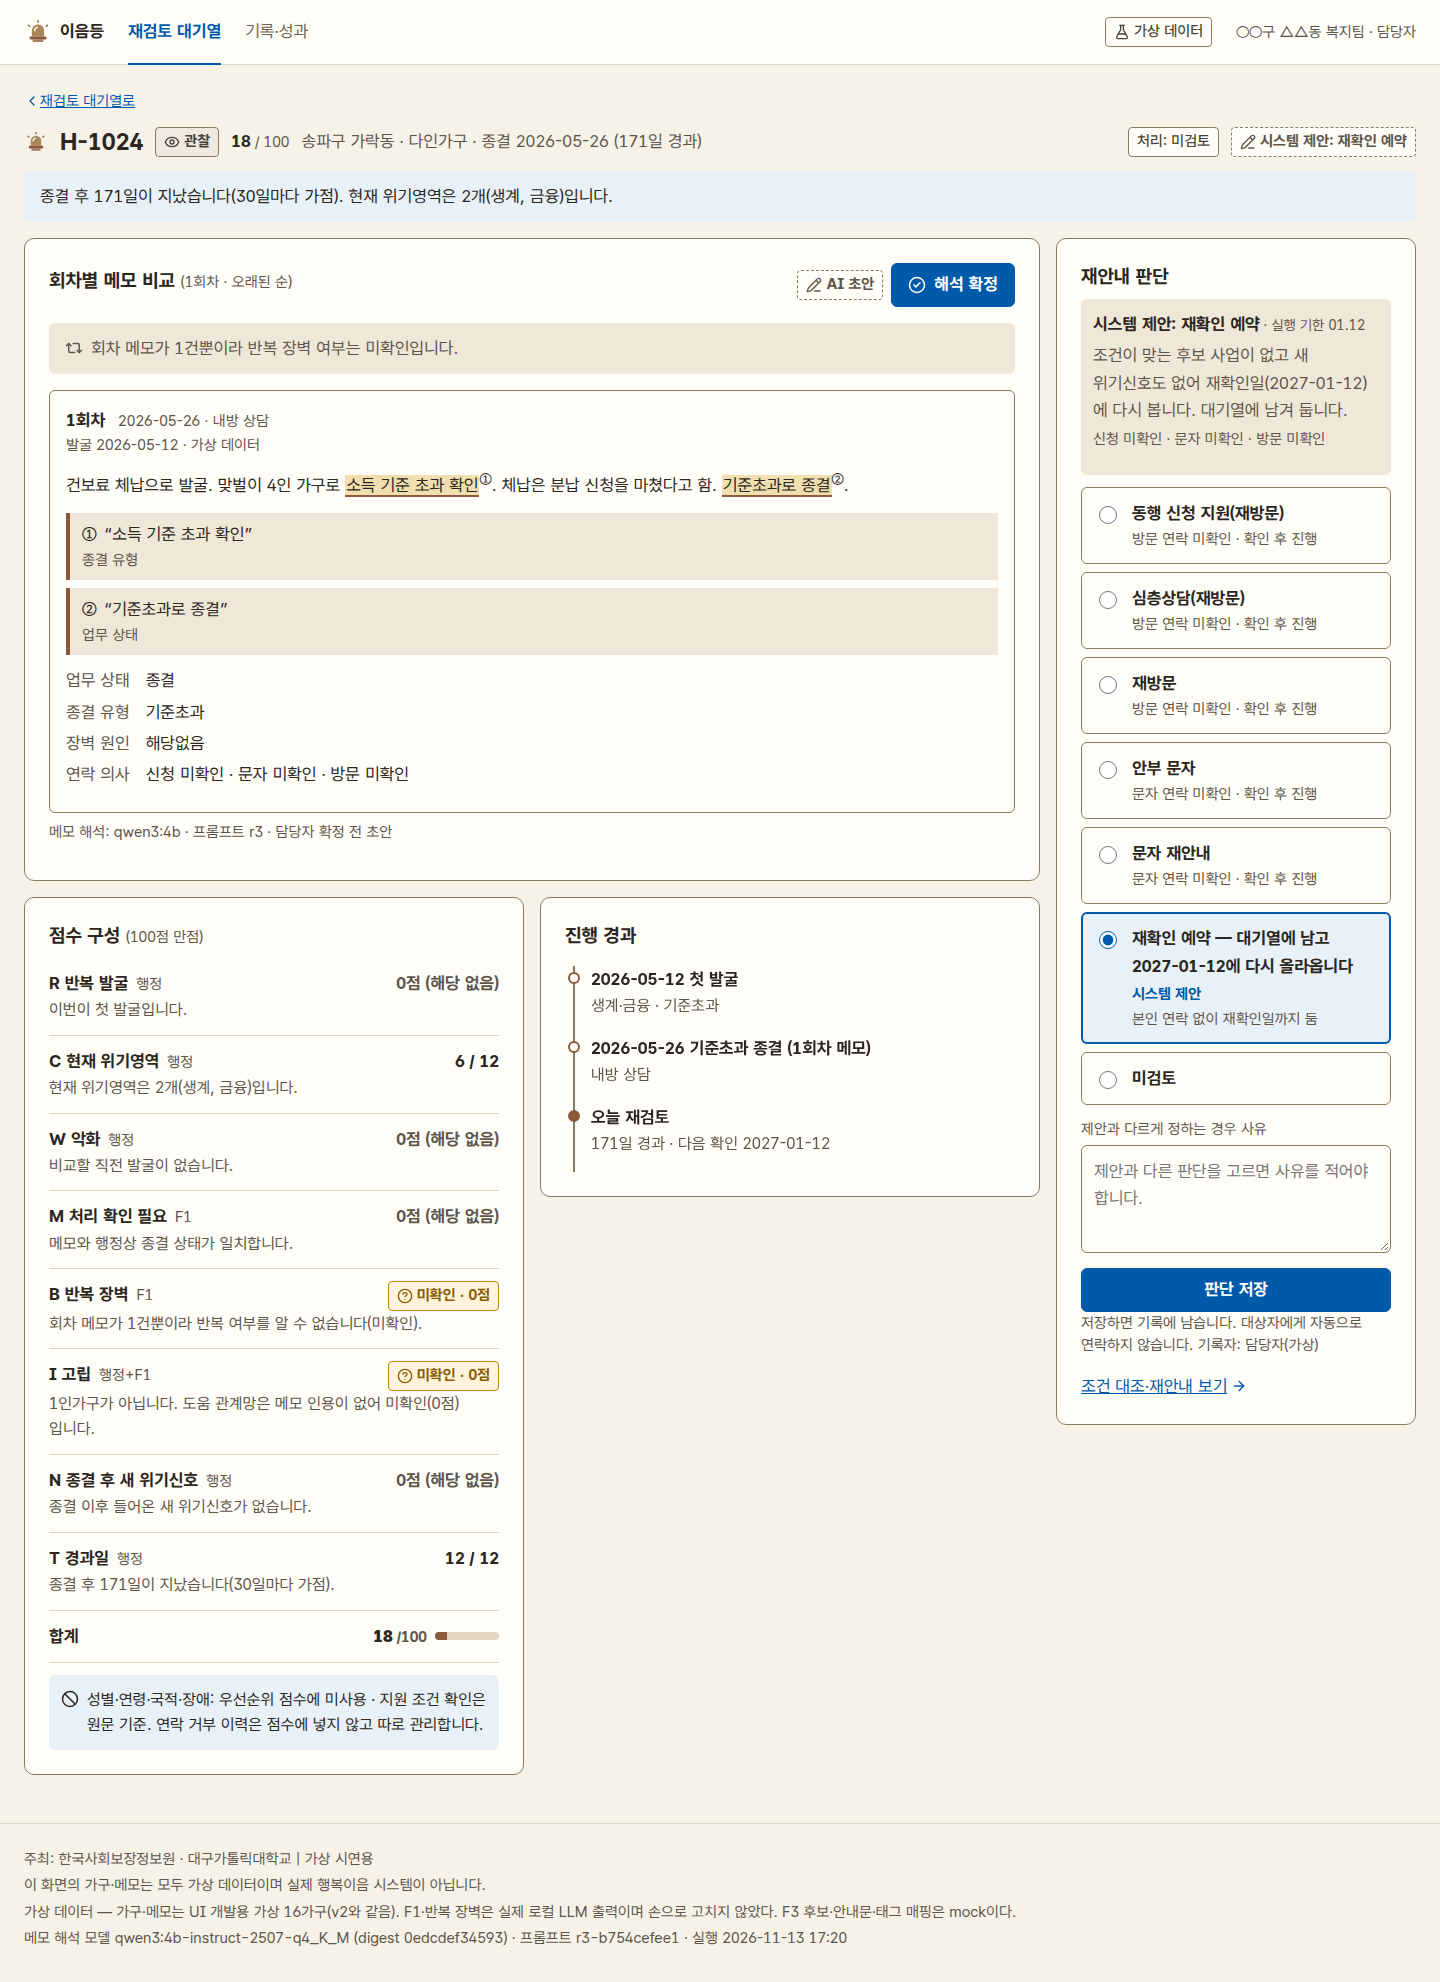 이음등
재검토 대기열
기록·성과
가상 데이터
○○구 △△동 복지팀 · 담당자
재검토 대기열로
H-1024
관찰
18 / 100
송파구 가락동 · 다인가구 · 종결 2026-05-26 (171일 경과)
처리: 미검토
시스템 제안: 재확인 예약
종결 후 171일이 지났습니다(30일마다 가점). 현재 위기영역은 2개(생계, 금융)입니다.
회차별 메모 비교 (1회차 · 오래된 순)
AI 초안
해석 확정
회차 메모가 1건뿐이라 반복 장벽 여부는 미확인입니다.
1회차 2026-05-26 · 내방 상담
발굴 2026-05-12 · 가상 데이터
건보료 체납으로 발굴. 맞벌이 4인 가구로 소득 기준 초과 확인①. 체납은 분납 신청을 마쳤다고 함. 기준초과로 종결②.
① “소득 기준 초과 확인”
종결 유형
② “기준초과로 종결”
업무 상태
업무 상태 종결
종결 유형 기준초과
장벽 원인 해당없음
연락 의사 신청 미확인 · 문자 미확인 · 방문 미확인
메모 해석: qwen3:4b · 프롬프트 r3 · 담당자 확정 전 초안
점수 구성 (100점 만점)
R 반복 발굴 행정 0점 (해당 없음)
이번이 첫 발굴입니다.
C 현재 위기영역 행정 6 / 12
현재 위기영역은 2개(생계, 금융)입니다.
W 악화 행정 0점 (해당 없음)
비교할 직전 발굴이 없습니다.
M 처리 확인 필요 F1 0점 (해당 없음)
메모와 행정상 종결 상태가 일치합니다.
B 반복 장벽 F1 미확인 · 0점
회차 메모가 1건뿐이라 반복 여부를 알 수 없습니다(미확인).
I 고립 행정+F1 미확인 · 0점
1인가구가 아닙니다. 도움 관계망은 메모 인용이 없어 미확인(0점)
입니다.
N 종결 후 새 위기신호 행정 0점 (해당 없음)
종결 이후 들어온 새 위기신호가 없습니다.
T 경과일 행정 12 / 12
종결 후 171일이 지났습니다(30일마다 가점).
합계 18 /100
성별·연령·국적·장애: 우선순위 점수에 미사용 · 지원 조건 확인은
원문 기준. 연락 거부 이력은 점수에 넣지 않고 따로 관리합니다.
진행 경과
2026-05-12 첫 발굴
생계·금융 · 기준초과
2026-05-26 기준초과 종결 (1회차 메모)
내방 상담
오늘 재검토
171일 경과 · 다음 확인 2027-01-12
재안내 판단
시스템 제안: 재확인 예약 · 실행 기한 01.12
조건이 맞는 후보 사업이 없고 새
위기신호도 없어 재확인일(2027-01-12)
에 다시 봅니다. 대기열에 남겨 둡니다.
신청 미확인 · 문자 미확인 · 방문 미확인
동행 신청 지원(재방문)
방문 연락 미확인 · 확인 후 진행
심층상담(재방문)
방문 연락 미확인 · 확인 후 진행
재방문
방문 연락 미확인 · 확인 후 진행
안부 문자
문자 연락 미확인 · 확인 후 진행
문자 재안내
문자 연락 미확인 · 확인 후 진행
재확인 예약 — 대기열에 남고
2027-01-12에 다시 올라옵니다
시스템 제안
본인 연락 없이 재확인일까지 둠
미검토
제안과 다르게 정하는 경우 사유
제안과 다른 판단을 고르면 사유를 적어야
합니다.
판단 저장
저장하면 기록에 남습니다. 대상자에게 자동으로
연락하지 않습니다. 기록자: 담당자(가상)
조건 대조·재안내 보기
주최: 한국사회보장정보원 · 대구가톨릭대학교 | 가상 시연용
이 화면의 가구·메모는 모두 가상 데이터이며 실제 행복이음 시스템이 아닙니다.
가상 데이터 — 가구·메모는 UI 개발용 가상 16가구(v2와 같음). F1·반복 장벽은 실제 로컬 LLM 출력이며 손으로 고치지 않았다. F3 후보·안내문·태그 매핑은 mock이다.
메모 해석 모델 qwen3:4b-instruct-2507-q4_K_M (digest 0edcdef34593) · 프롬프트 r3-b754cefee1 · 실행 2026-11-13 17:20